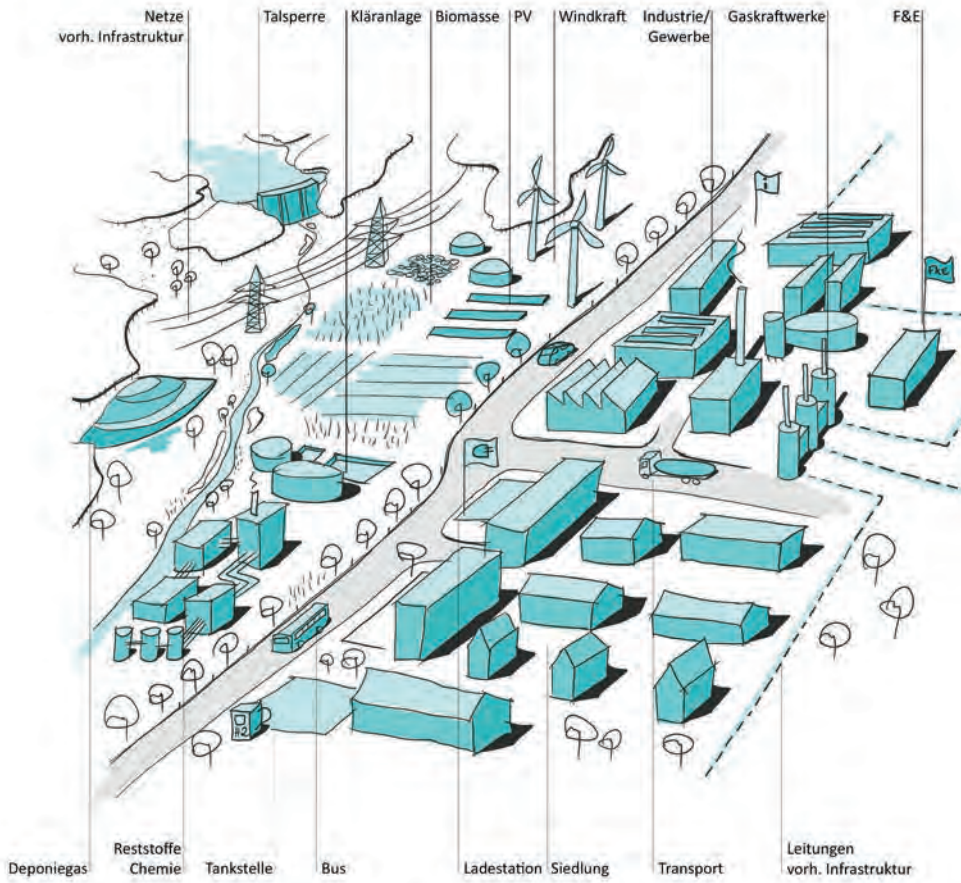 Netze
vorh. Infrastruktur
Talsperre
Kläranlage
Biomasse
PV
Windkraft
Industrie/
Gewerbe
Gaskraftwerke
F&E
F&E
H2
Deponiegas
Reststoffe
Chemie
Tankstelle
Bus
Ladestation
Siedlung
Transport
Leitungen
vorh. Infrastruktur